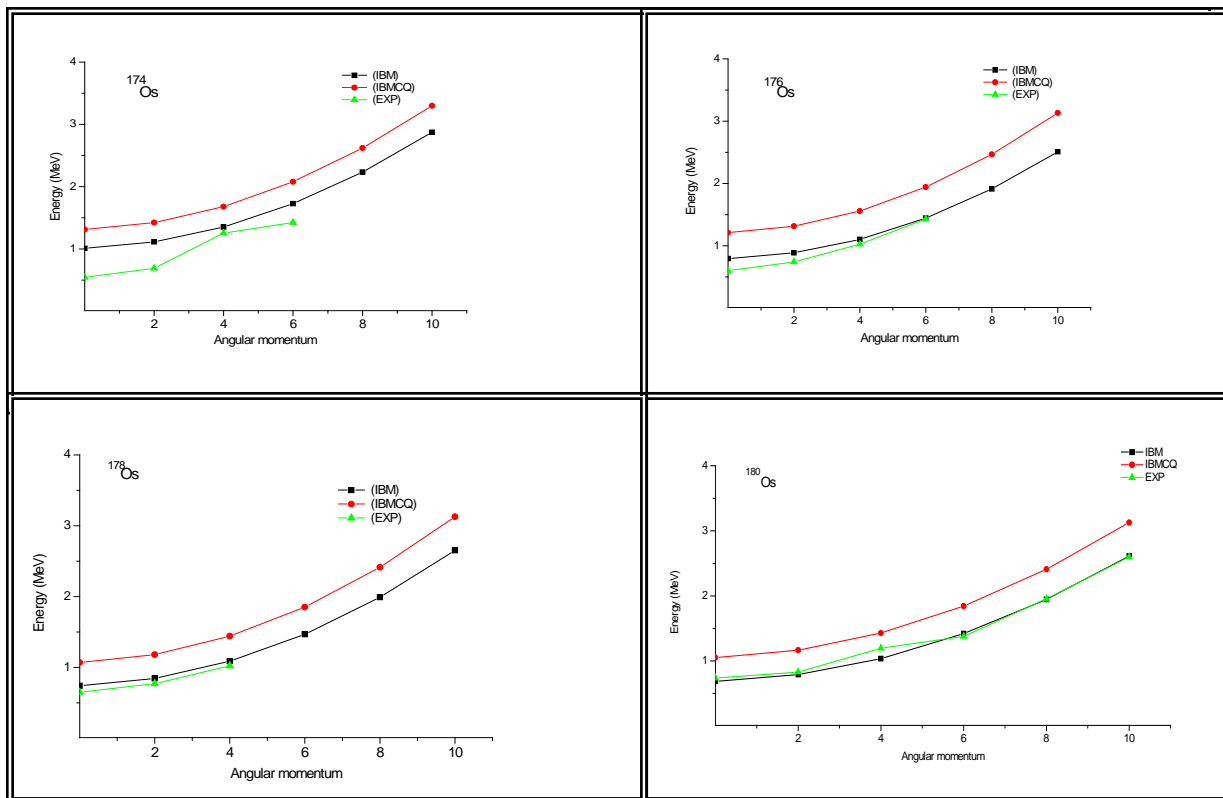 174
Os
(IBM)
(IBMCQ)
(EXP)
4
3
2
1
Energy (MeV)
2 4 6 8 10
Angular momentum
176
Os
(IBM)
(IBMCQ)
(EXP)
4
3
2
1
Energy (MeV)
2 4 6 8 10
Angular momentum
178
Os
(IBM)
(IBMCQ)
(EXP)
4
3
2
1
Energy (MeV)
2 4 6 8 10
Angular momentum
180
Os
IBM
IBMCQ
EXP
4
3
2
1
Energy (MeV)
2 4 6 8 10
Angular momentum